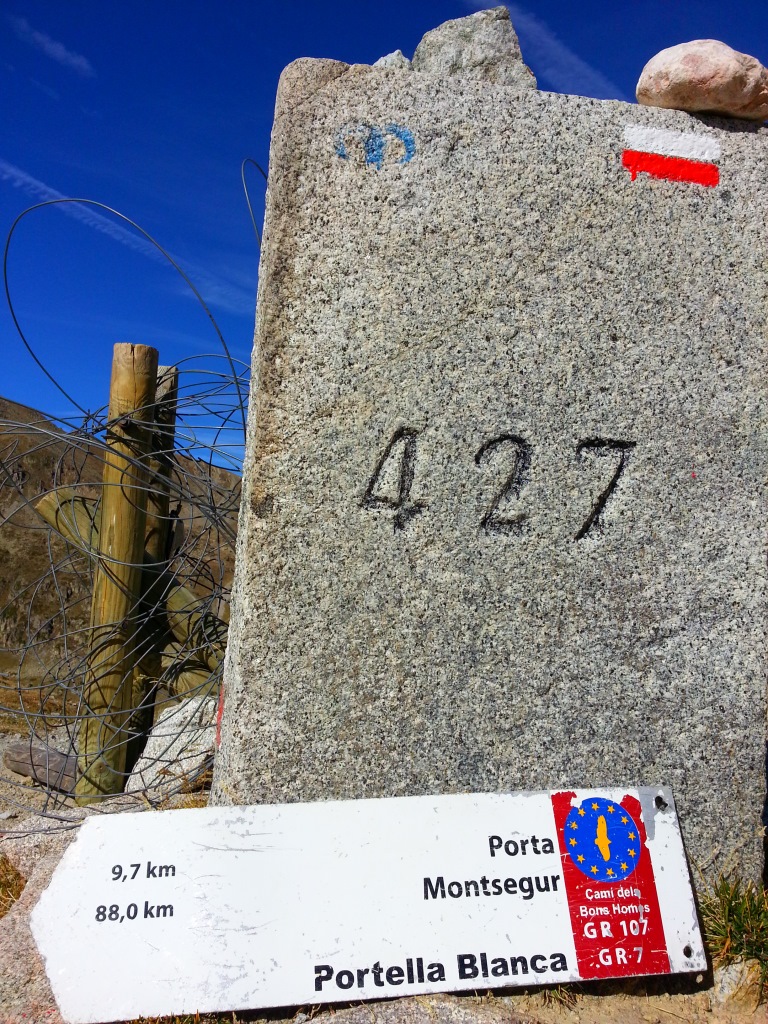 427
Porta 9,7 km
Montsegur 88,0 km
Portella Blanca
Camí dels
Bons Homes
GR 107
GR 7